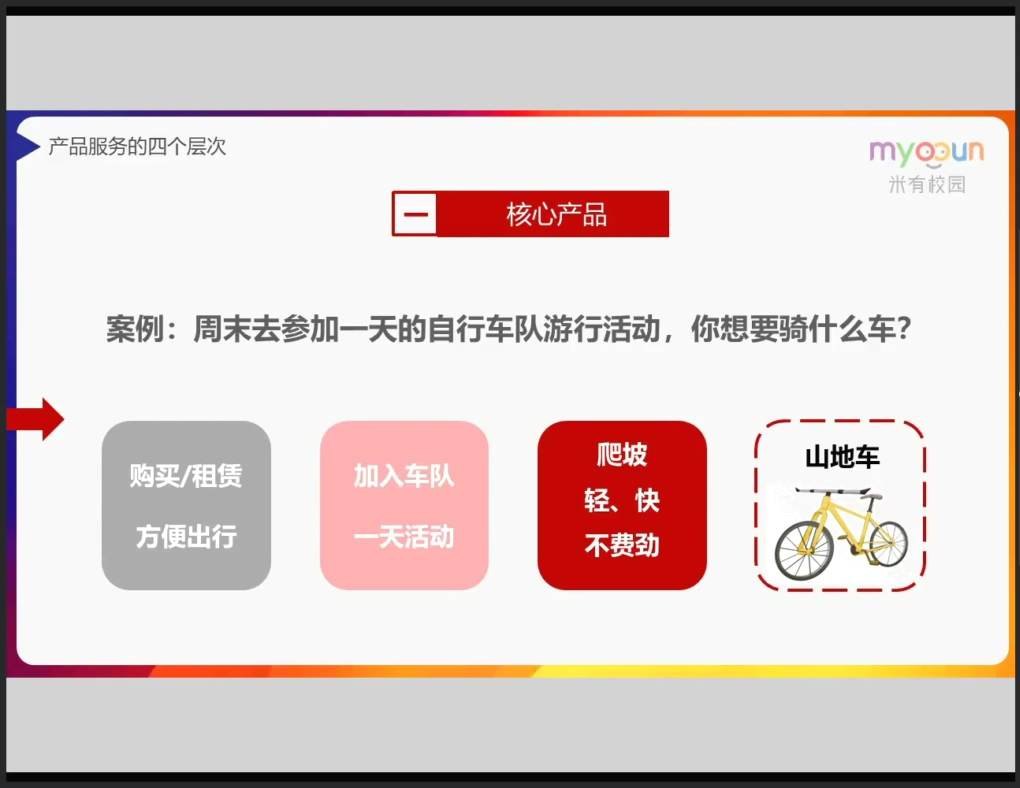 产品服务的四个层次
myooun
米有校园
一 核心产品
案例：周末去参加一天的自行车队游行活动，你想要骑什么车？
购买/租赁
方便出行
加入车队
一天活动
爬坡
轻、快
不费劲
山地车